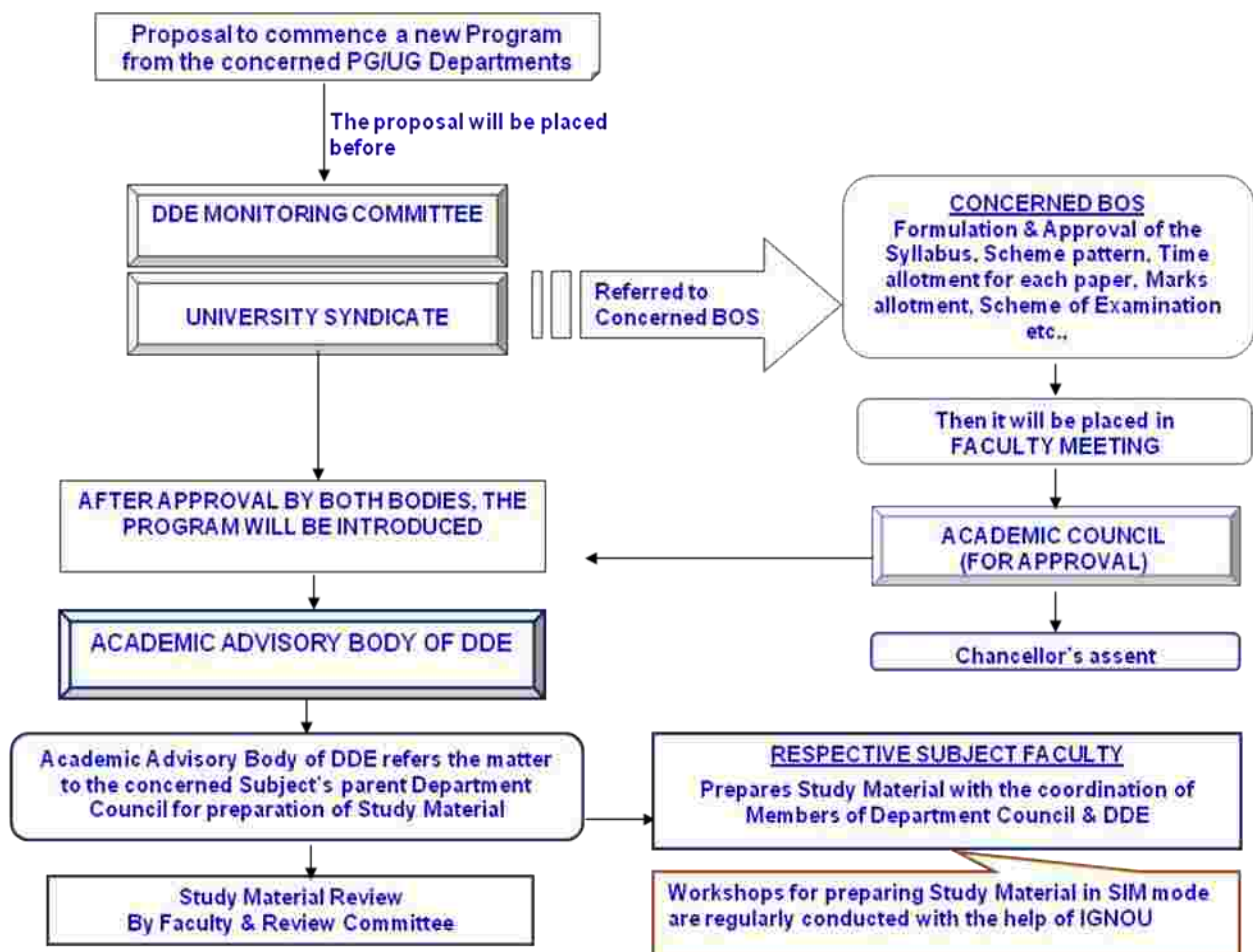 Proposal to commence a new Program
from the concerned PG/UG Departments
The proposal will be placed
before
DDE MONITORING COMMITTEE
UNIVERSITY SYNDICATE
Referred to
Concerned BOS
CONCERNED BOS
Formulation & Approval of the
Syllabus, Scheme pattern, Time
allotment for each paper, Marks
allotment, Scheme of Examination
etc.,
Then it will be placed in
FACULTY MEETING
ACADEMIC COUNCIL
(FOR APPROVAL)
Chancellor's assent
AFTER APPROVAL BY BOTH BODIES, THE
PROGRAM WILL BE INTRODUCED
ACADEMIC ADVISORY BODY OF DDE
Academic Advisory Body of DDE refers the matter
to the concerned Subject's parent Department
Council for preparation of Study Material
RESPECTIVE SUBJECT FACULTY
Prepares Study Material with the coordination of
Members of Department Council & DDE
Workshops for preparing Study Material in SIM mode
are regularly conducted with the help of IGNOU
Study Material Review
By Faculty & Review Committee